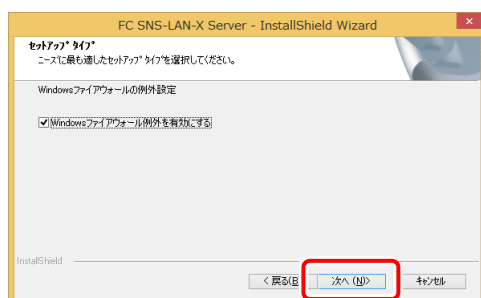 FC SNS-LAN-X Server - InstallShield Wizard
セットアップ タイプ
ニーズに最も適したセットアップ タイプを選択してください。
Windowsファイアウォールの例外設定
Windowsファイアウォール例外を有効にする
InstallShield
< 戻る(B 次へ (N)> キャンセル